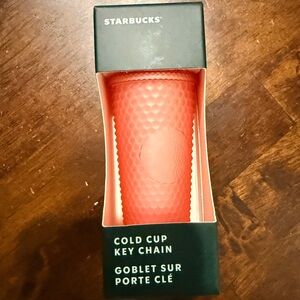 STARBUCKS®
COLD CUP
KEY CHAIN
GOBLET SUR
PORTE CLÉ